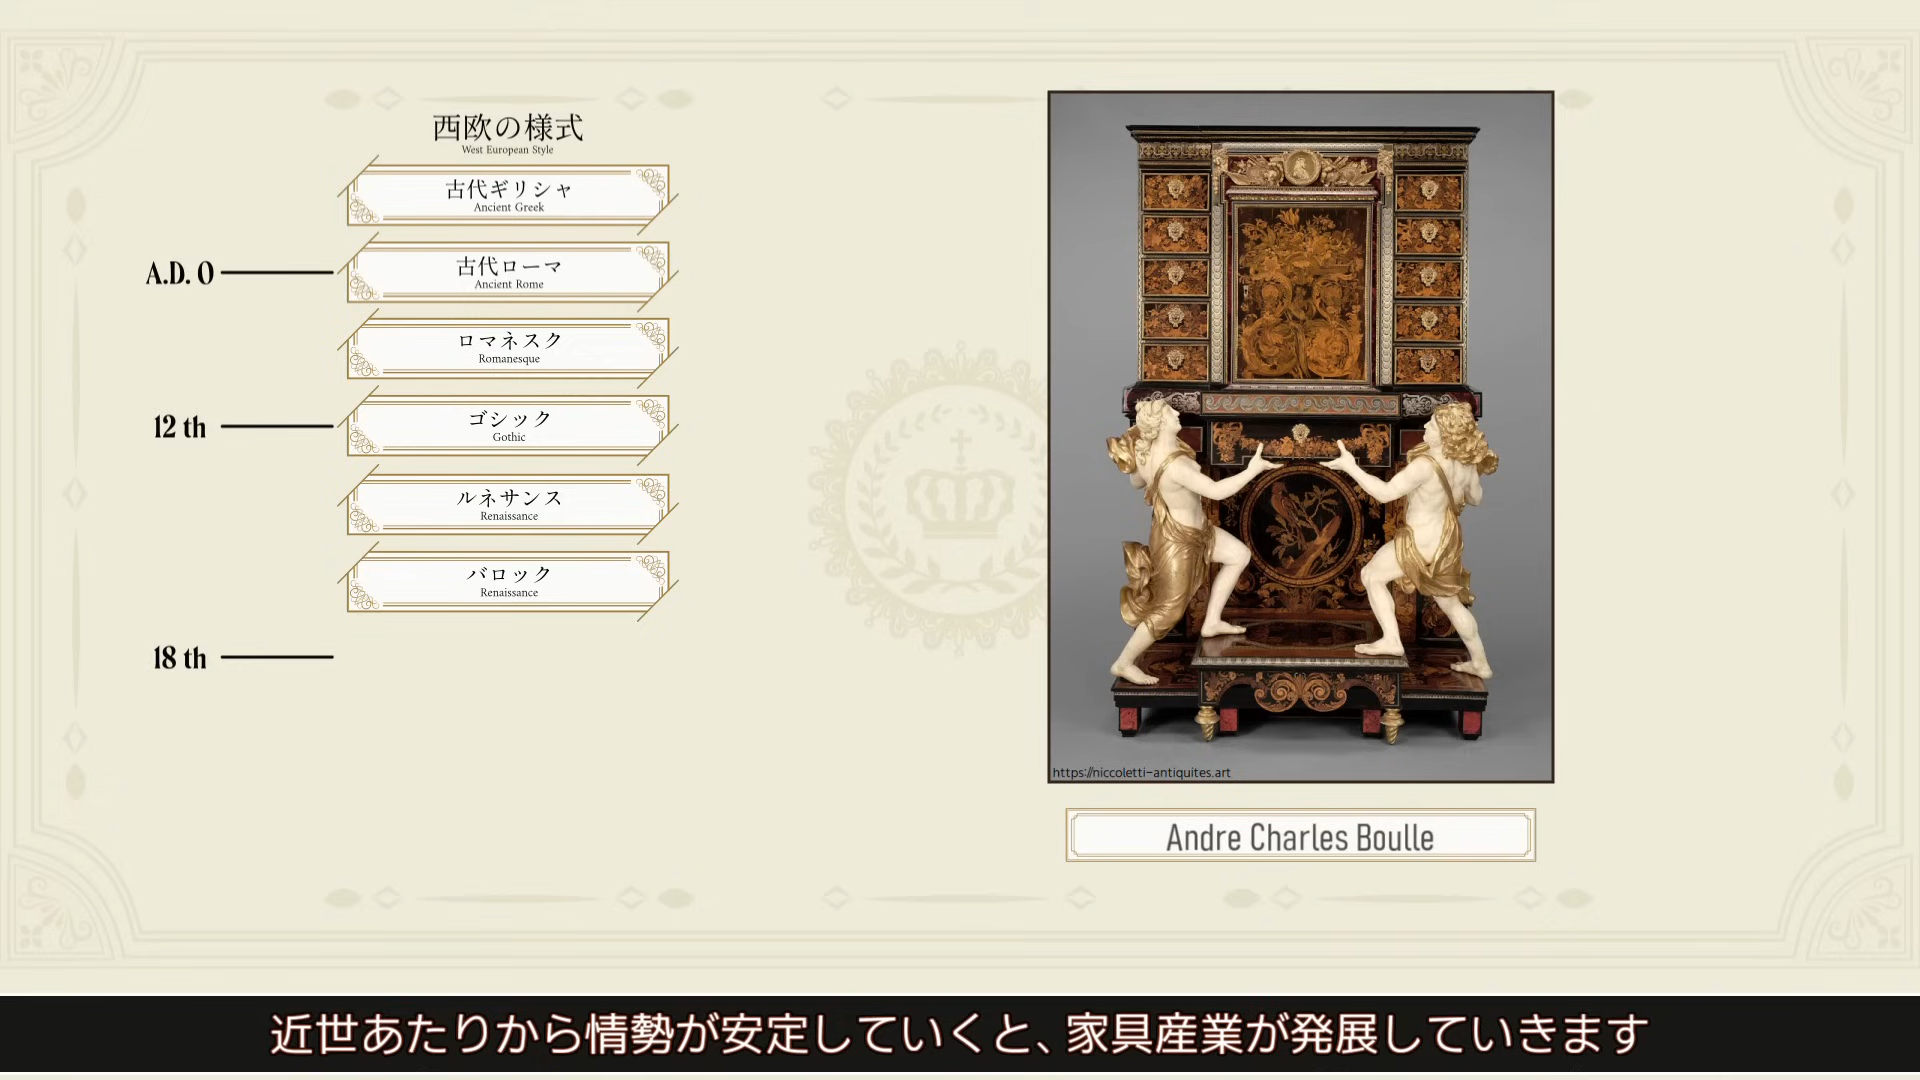 西欧の様式
West European Style
古代ギリシャ
Ancient Greek
A.D. 0
古代ローマ
Ancient Rome
ロマネスク
Romanesque
12 th
ゴシック
Gothic
ルネサンス
Renaissance
バロック
Renaissance
18 th
https://niccoletti-antiquites.art
Andre Charles Boulle
近世あたりから情勢が安定していくと、家具産業が発展していきます